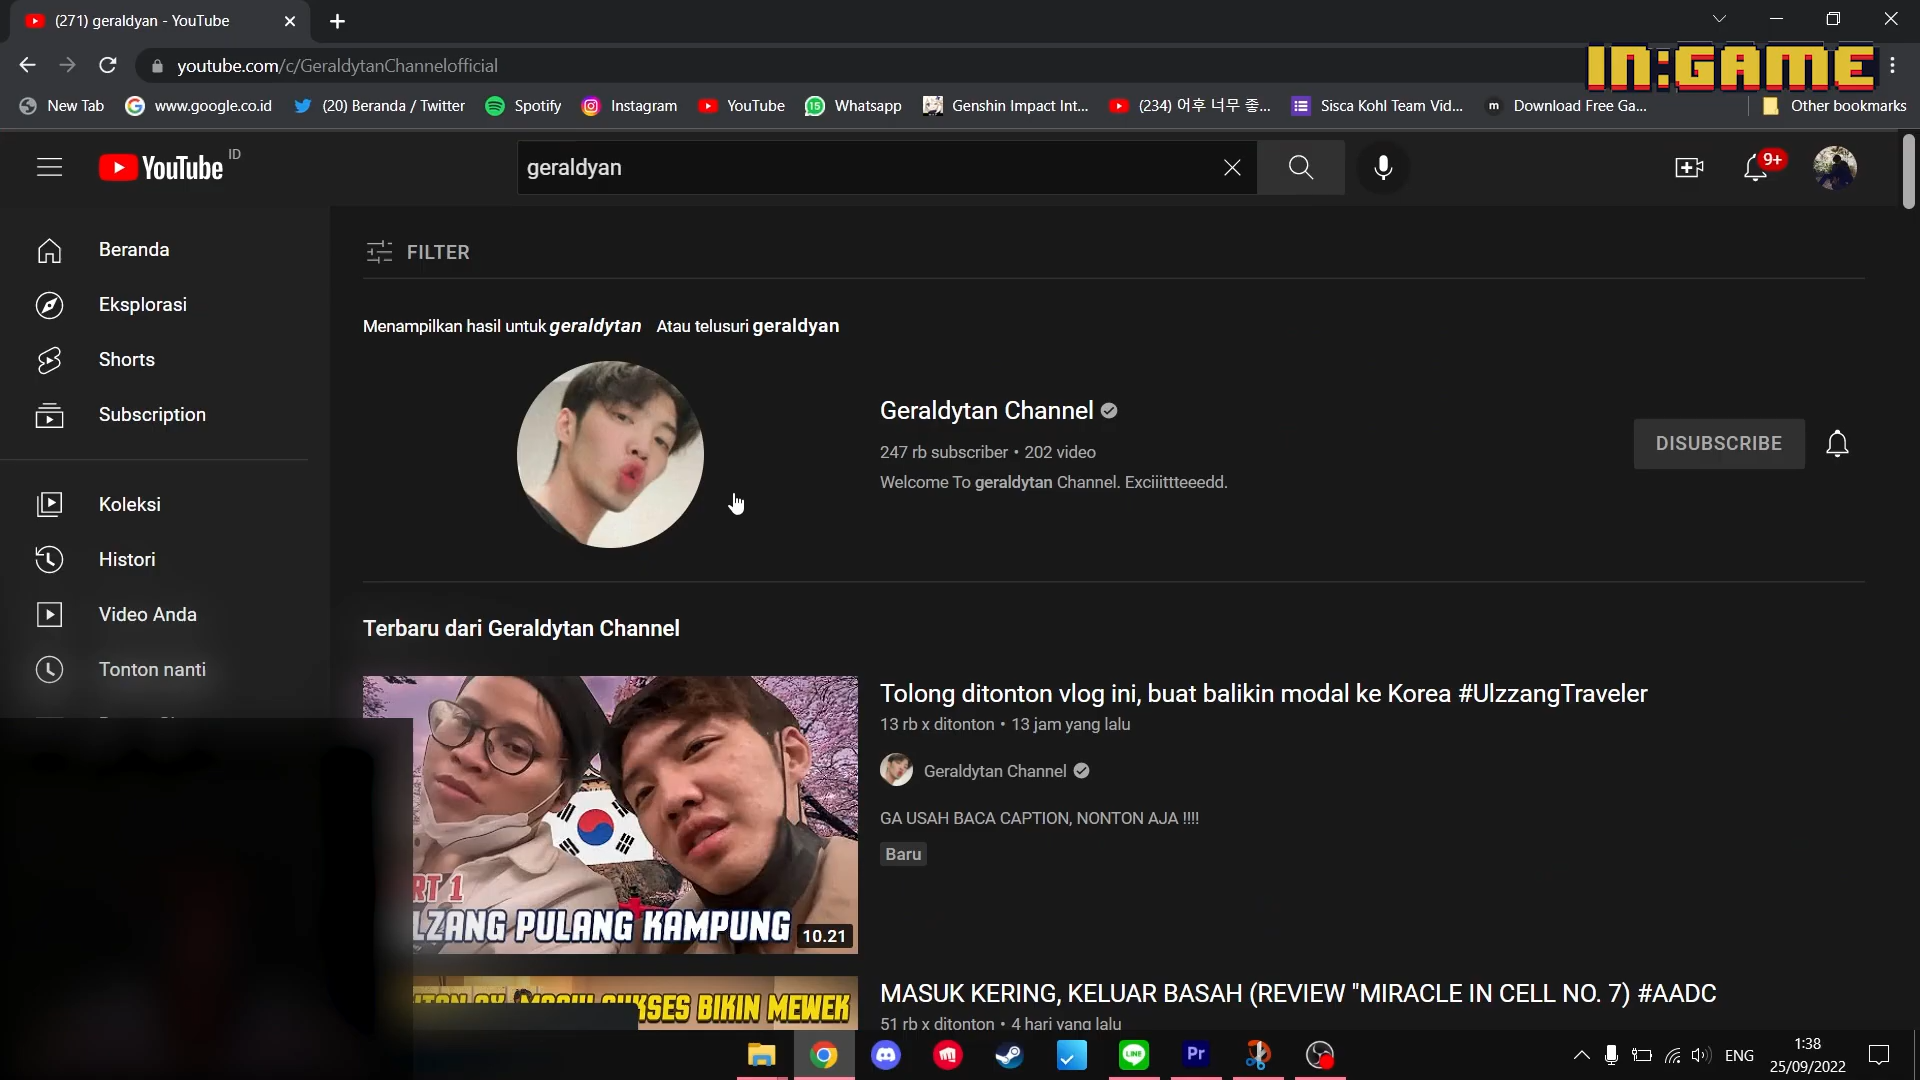 (271) geraldyan - YouTube
youtube.com/c/GeraldytanChannelofficial
IN:GAME
New Tab
www.google.co.id
(20) Beranda / Twitter
Spotify
Instagram
YouTube
Whatsapp
Genshin Impact Int...
(234) 어후 너무 좋...
Sisca Kohl Team Vid...
Download Free Ga...
Other bookmarks
YouTube ID
geraldyan
9+
Beranda
Eksplorasi
Shorts
Subscription
Koleksi
Histori
Video Anda
Tonton nanti
FILTER
Menampilkan hasil untuk geraldytan Atau telusuri geraldyan
Geraldytan Channel
247 rb subscriber • 202 video
Welcome To geraldytan Channel. Exciiittteeedd.
DISUBSCRIBE
Terbaru dari Geraldytan Channel
RT 1
LZANG PULANG KAMPUNG
10.21
Tolong ditonton vlog ini, buat balikin modal ke Korea #UlzzangTraveler
13 rb x ditonton • 13 jam yang lalu
Geraldytan Channel
GA USAH BACA CAPTION, NONTON AJA !!!!
Baru
BIKIN MEWEK
MASUK KERING, KELUAR BASAH (REVIEW "MIRACLE IN CELL NO. 7) #AADC
51 rb x ditonton • 4 hari yang lalu
LINE
Pr
ENG
1:38
25/09/2022